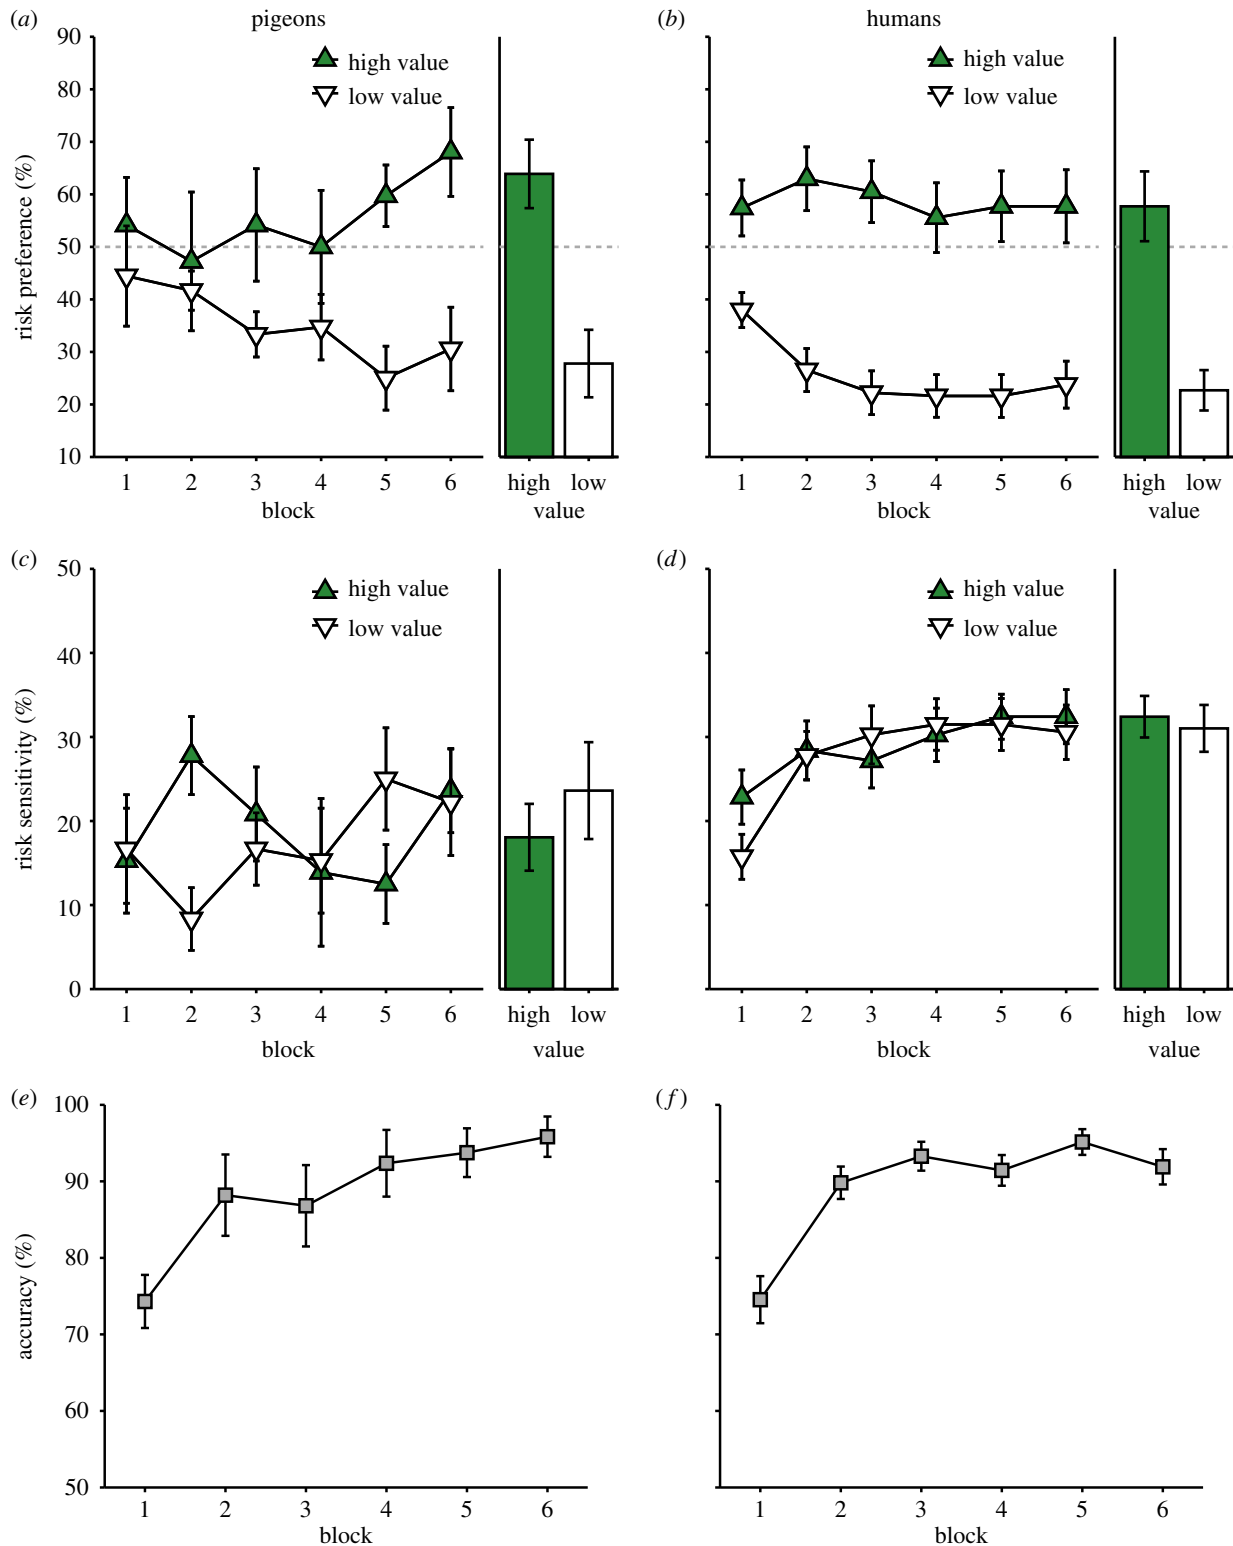 (a) pigeons (b) humans
90
80
70
60
50
40
30
20
10
risk preference (%)
high value
low value
high value
low value
1 2 3 4 5 6 high low 1 2 3 4 5 6 high low
block value block value
(c) (d)
50
40
30
20
10
0
risk sensitivity (%)
high value
low value
high value
low value
1 2 3 4 5 6 high low 1 2 3 4 5 6 high low
block value block value
(e) (f)
100
90
80
70
60
50
accuracy (%)
1 2 3 4 5 6 1 2 3 4 5 6
block block